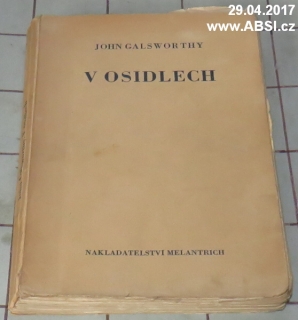 29.04.2017
www.ABSI.cz
JOHN GALSWORTHY
V OSIDLECH
NAKLADATELSTVÍ MELANTRICH